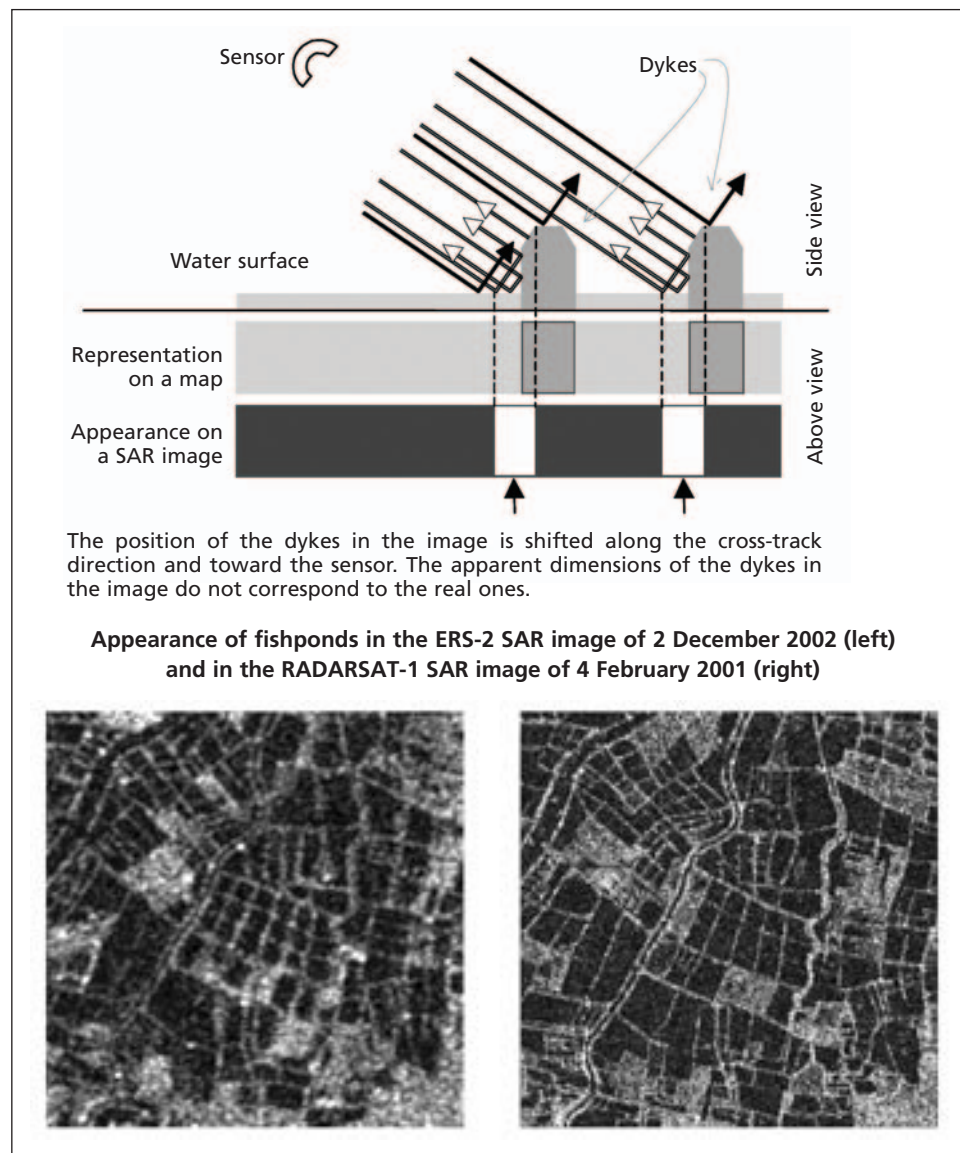 Sensor
Dykes
Side view
Water surface
Representation
on a map
Above view
Appearance on
a SAR image
The position of the dykes in the image is shifted along the cross-track
direction and toward the sensor. The apparent dimensions of the dykes in
the image do not correspond to the real ones.
Appearance of fishponds in the ERS-2 SAR image of 2 December 2002 (left)
and in the RADARSAT-1 SAR image of 4 February 2001 (right)